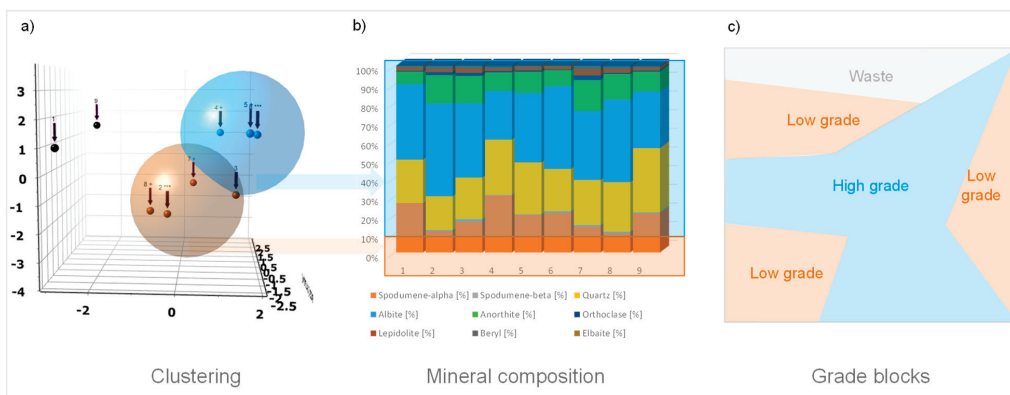 a)
3
2
1
0
-1
-2
-3
-4
-2
0
2
2.5
1.5
0.5
-0.5
-1.5
-2.5
1
9
4 *
8 *
2 ***
3
b)
100%
90%
80%
70%
60%
50%
40%
30%
20%
10%
0%
1 2 3 4 5 6 7 8 9
Spodumene-alpha [%] Spodumene-beta [%] Quartz [%]
Albite [%] Anorthite [%] Orthoclase [%]
Lepidolite [%] Beryl [%] Elbaite [%]
c)
Waste
Low grade
High grade
Low
grade
Low grade
Clustering
Mineral composition
Grade blocks